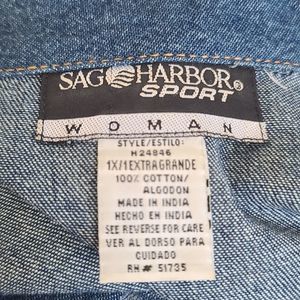 SAG HARBOR®
SPORT
WOMAN
STYLE/ESTILO:
H24846
1X/1EXTRAGRANDE
100% COTTON/
ALGODON
MADE IN INDIA
HECHO EN INDIA
SEE REVERSE FOR CARE
VER AL DORSO PARA
CUIDADO
RN# 51735